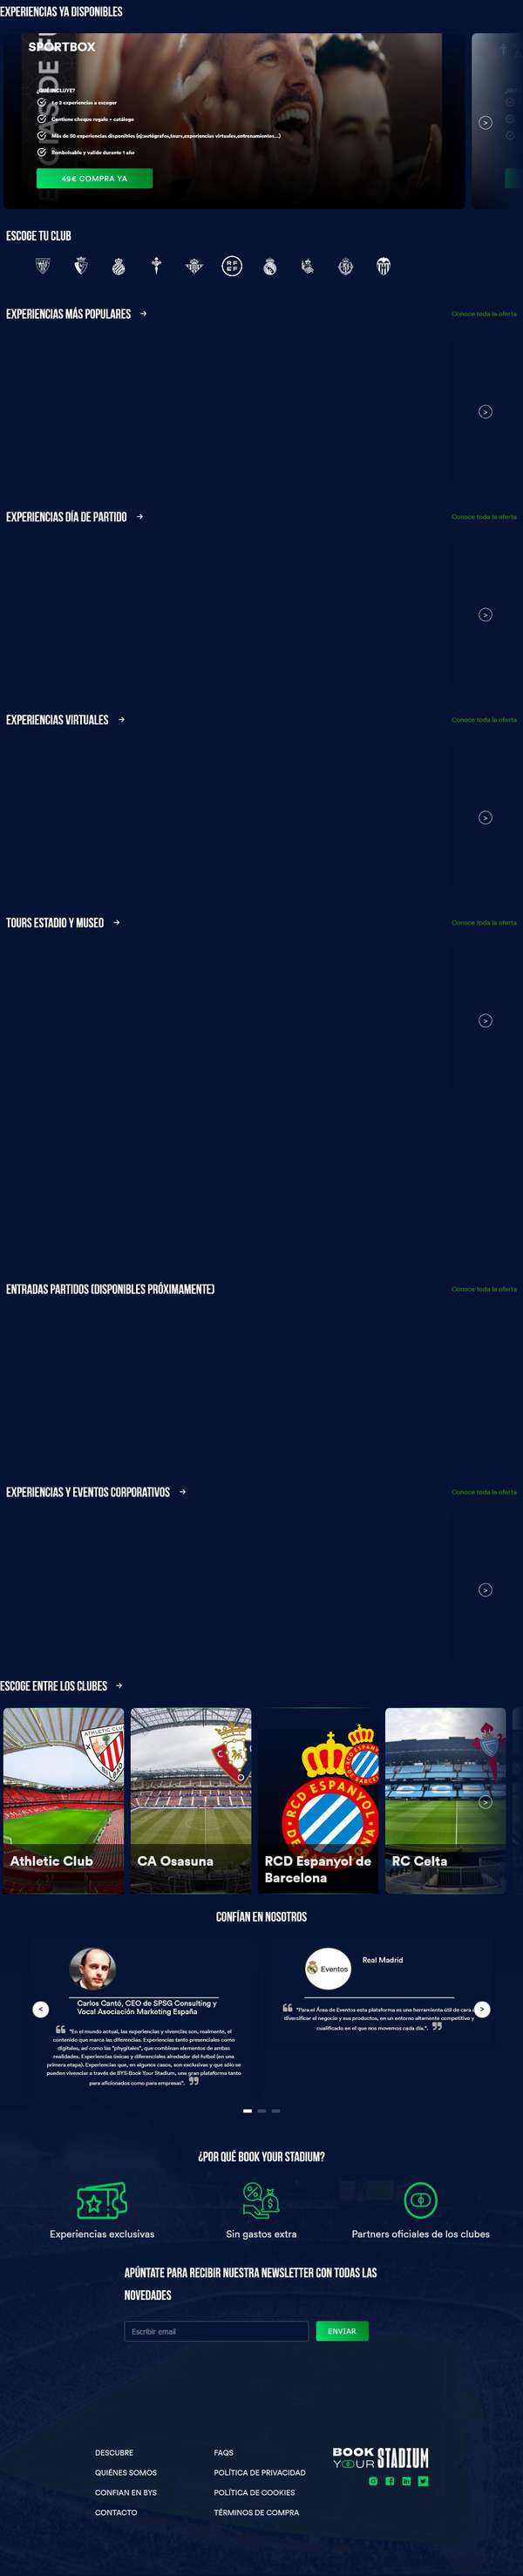 EXPERIENCIAS YA DISPONIBLES
SPORTBOX
¿QUÉ INCLUYE?
Lo 2 experiencias a escoger
Contiene cheque regalo + catálogo
Más de 50 experiencias disponibles (ej:autógrafos,tours,experiencias virtuales,entrenamientos...)
Rembolsable y valido durante 1 año
49€ COMPRA YA
>
ESCOGE TU CLUB
EXPERIENCIAS MÁS POPULARES →
Conoce toda la oferta
>
EXPERIENCIAS DÍA DE PARTIDO →
Conoce toda la oferta
>
EXPERIENCIAS VIRTUALES →
Conoce toda la oferta
>
TOURS ESTADIO Y MUSEO →
Conoce toda la oferta
>
ENTRADAS PARTIDOS (DISPONIBLES PRÓXIMAMENTE)
Conoce toda la oferta
EXPERIENCIAS Y EVENTOS CORPORATIVOS →
Conoce toda la oferta
>
ESCOGE ENTRE LOS CLUBES →
ATHLETIC CLUB
BILBAO
RCD ESPANYOL DE BARCELONA
Athletic Club
CA Osasuna
RCD Espanyol de
Barcelona
RC Celta
>
CONFÍAN EN NOSOTROS
Carlos Cantó, CEO de SPSG Consulting y
Vocal Asociación Marketing España
"En el mundo actual, las experiencias y vivencias son, realmente, el
contenido que marca las diferencias. Experiencias tanto presenciales como
digitales, así como las "phygitales", que combinan elementos de ambas
realidades. Experiencias únicas y diferenciales alrededor del futbol (en una
primera etapa). Experiencias que, en algunos casos, son exclusivas y que sólo se
pueden vivenciar a través de BYS-Book Your Stadium, una gran plataforma tanto
para aficionados como para empresas".
Eventos
Real Madrid
"Para el Área de Eventos esta plataforma es una herramienta útil de cara
diversificar el negocio y sus productos, en un entorno altamente competitivo y
cualificado en el que nos movemos cada día.".
<
>
¿POR QUÉ BOOK YOUR STADIUM?
Experiencias exclusivas
Sin gastos extra
Partners oficiales de los clubes
APÚNTATE PARA RECIBIR NUESTRA NEWSLETTER CON TODAS LAS
NOVEDADES
Escribir email
ENVIAR
DESCUBRE
QUIÉNES SOMOS
CONFIAN EN BYS
CONTACTO
FAQS
POLÍTICA DE PRIVACIDAD
POLÍTICA DE COOKIES
TÉRMINOS DE COMPRA
BOOK YOUR STADIUM